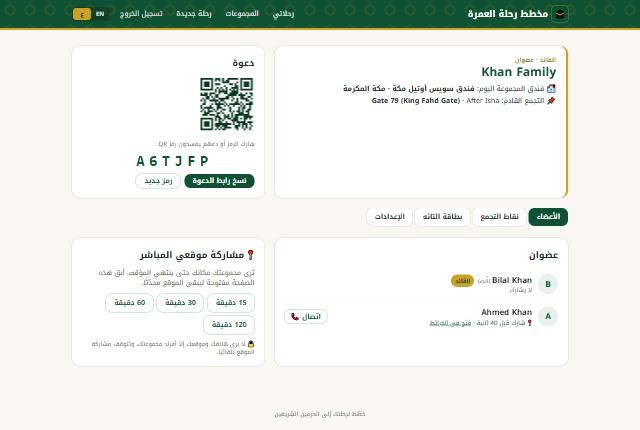 مخطط رحلة العمرة
رحلاتي
المجموعات
رحلة جديدة
تسجيل الخروج
EN
ع
القائد · عضوان
Khan Family
فندق المجموعة اليوم: فندق سويس أوتيل مكة · مكة المكرمة
التجمع القادم: Gate 79 (King Fahd Gate) · After Isha
دعوة
شارك الرمز أو دعهم يمسحون رمز QR.
A6TJFP
نسخ رابط الدعوة
رمز جديد
الأعضاء
نقاط التجمع
بطاقة التائه
الإعدادات
عضوان
B
Bilal Khan (أنت) القائد
لا يشارك
A
Ahmed Khan
شارك قبل 40 ثانية · فتح في الخرائط
اتصال
مشاركة موقعي المباشر
ترى مجموعتك مكانك حتى ينتهي المؤقت. أبقِ هذه
الصفحة مفتوحة ليبقى الموقع محدّثًا.
15 دقيقة
30 دقيقة
60 دقيقة
120 دقيقة
لا يرى هاتفك وموقعك إلا أفراد مجموعتك، وتتوقف مشاركة
الموقع تلقائيًا.
خطّط لرحلتك إلى الحرمين الشريفين